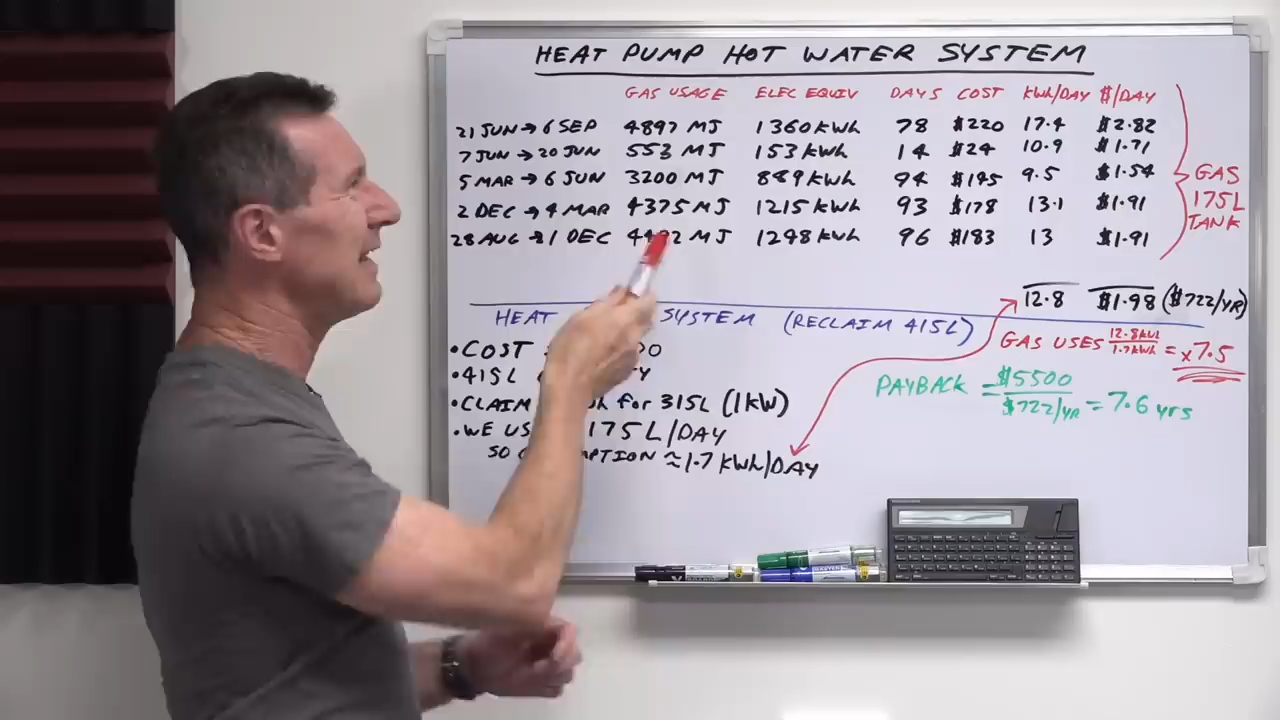 HEAT PUMP HOT WATER SYSTEM
GAS USAGE ELEC EQUIV DAYS COST KWh/DAY $/DAY
21 JUN → 6 SEP 4897 MJ 1360 KWh 78 $220 17.4 $2.82
7 JUN → 20 JUN 553 MJ 153 KWh 14 $24 10.9 $1.71
5 MAR → 6 JUN 3200 MJ 889 KWh 94 $145 9.5 $1.54
2 DEC → 4 MAR 4375 MJ 1215 KWh 93 $178 13.1 $1.91
28 AUG → 1 DEC MJ 1248 KWh 96 $183 13 $1.91
GAS
175L
TANK
12.8 $1.98 ($722/YR)
HEAT SYSTEM (RECLAIM 415L)
GAS USES 12.8KWh / 1.7KWh = x7.5
• COST
• 415L
• CLAIM for 315L (1KW)
• WE 175L/DAY
SO ≈ 1.7 KWh/DAY
PAYBACK = $5500 / $722/YR = 7.6 yrs